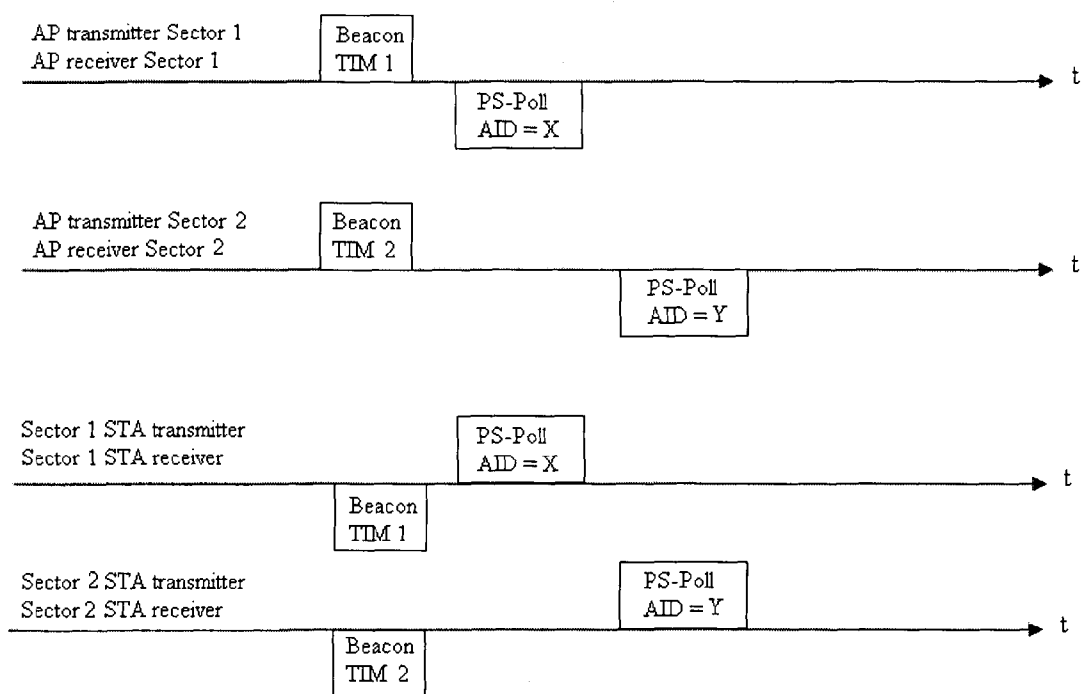 AP transmitter Sector 1
AP receiver Sector 1
Beacon
TIM 1
t
PS-Poll
AID = X
AP transmitter Sector 2
AP receiver Sector 2
Beacon
TIM 2
t
PS-Poll
AID = Y
Sector 1 STA transmitter
Sector 1 STA receiver
PS-Poll
AID = X
t
Beacon
TIM 1
Sector 2 STA transmitter
Sector 2 STA receiver
PS-Poll
AID = Y
t
Beacon
TIM 2